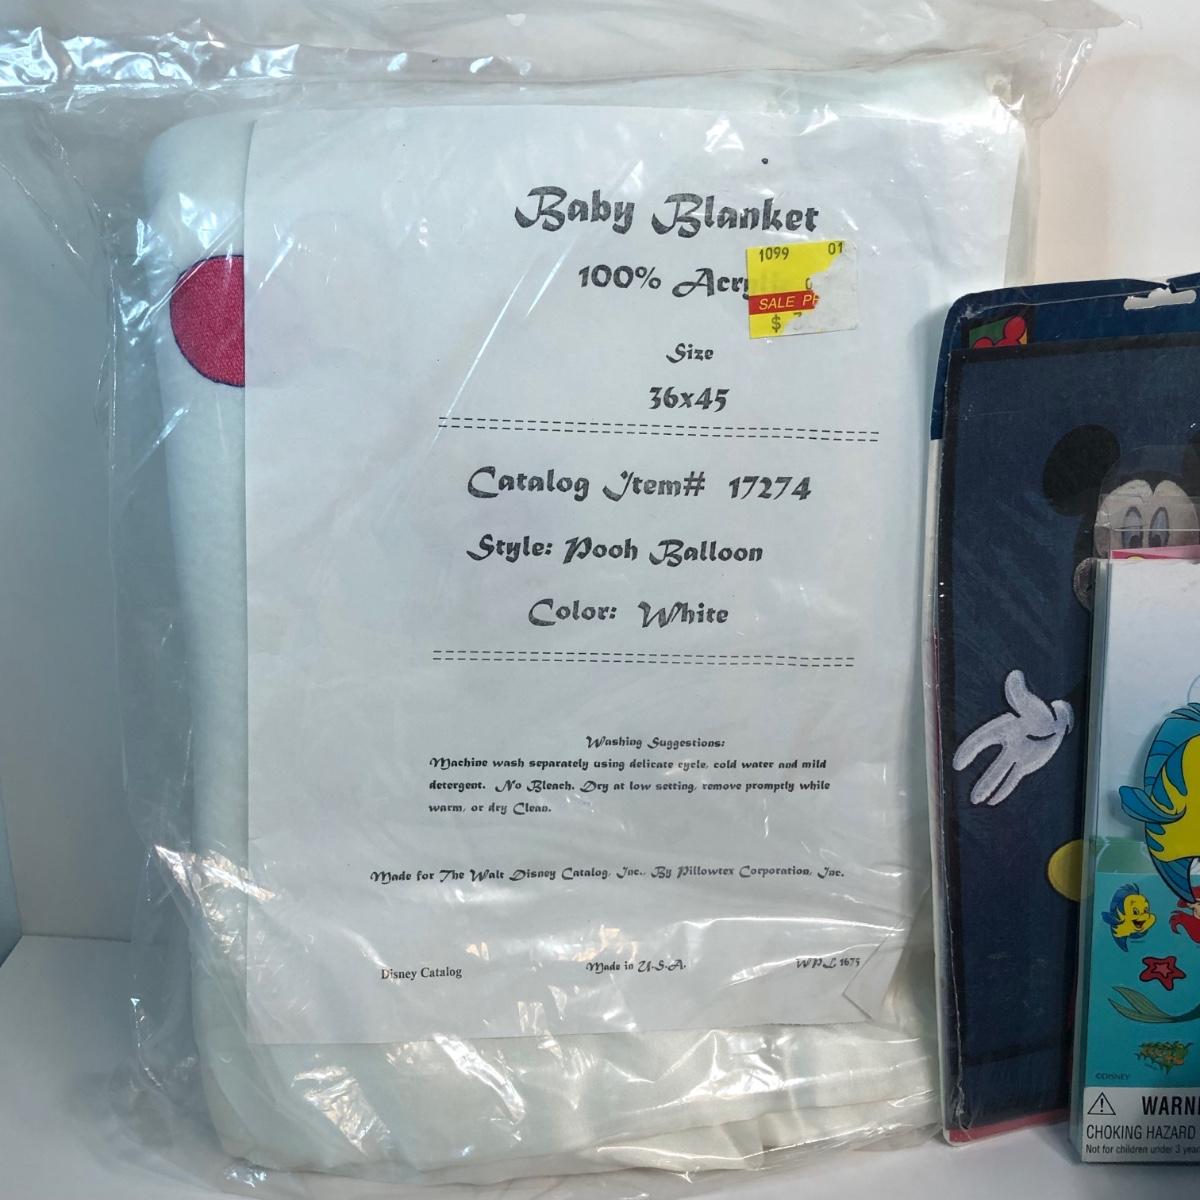 Baby Blanket
100%
1099 01
SALE
$
Size
36x45
Catalog Item# 17274
Style: Pooh Balloon
Color: White
Washing Suggestions:
Machine wash separately using delicate cycle, cold water and mild
detergent. No Bleach. Dry at low setting, remove promptly while
warm, or dry Clean.
Made for The Walt Disney Catalog, Inc., By Pillowtex Corporation, Inc.
Disney Catalog
Made in U.S.A.
WPL 1675
©DISNEY
CHOKING HAZARD
Not for children under 3